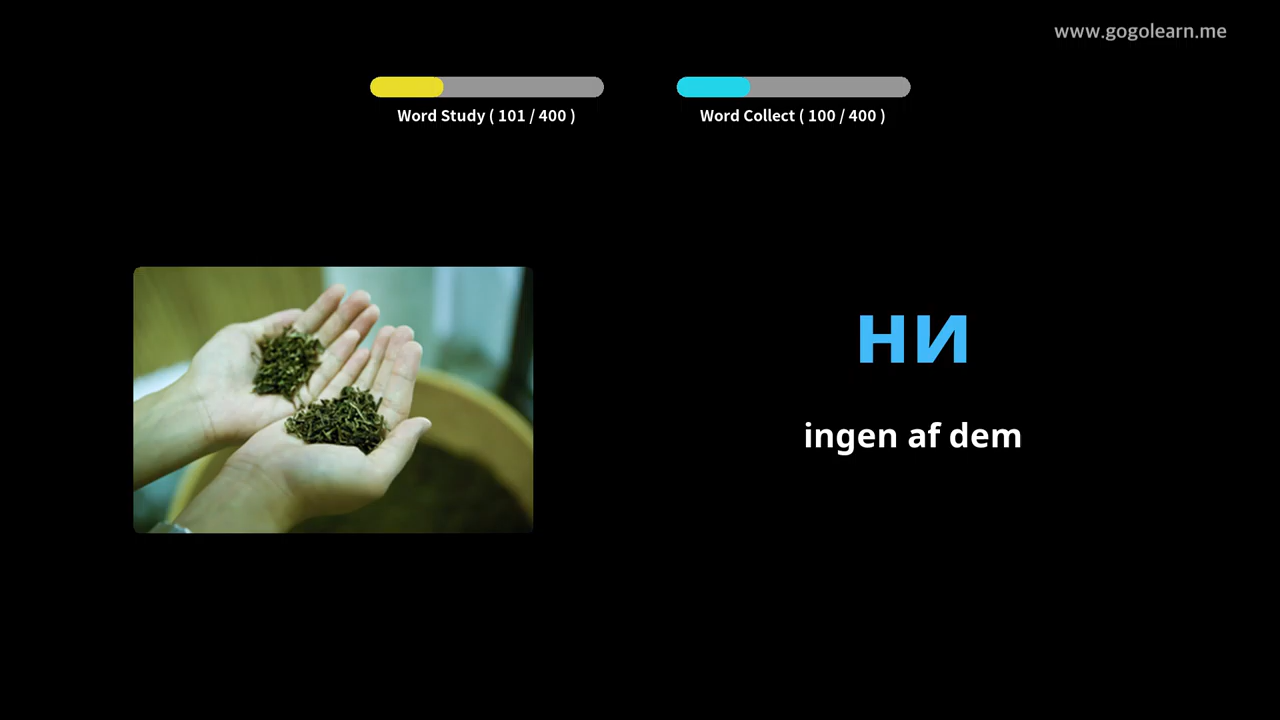 www.gogolearn.me
Word Study ( 101 / 400 )
Word Collect ( 100 / 400 )
ни
ingen af dem